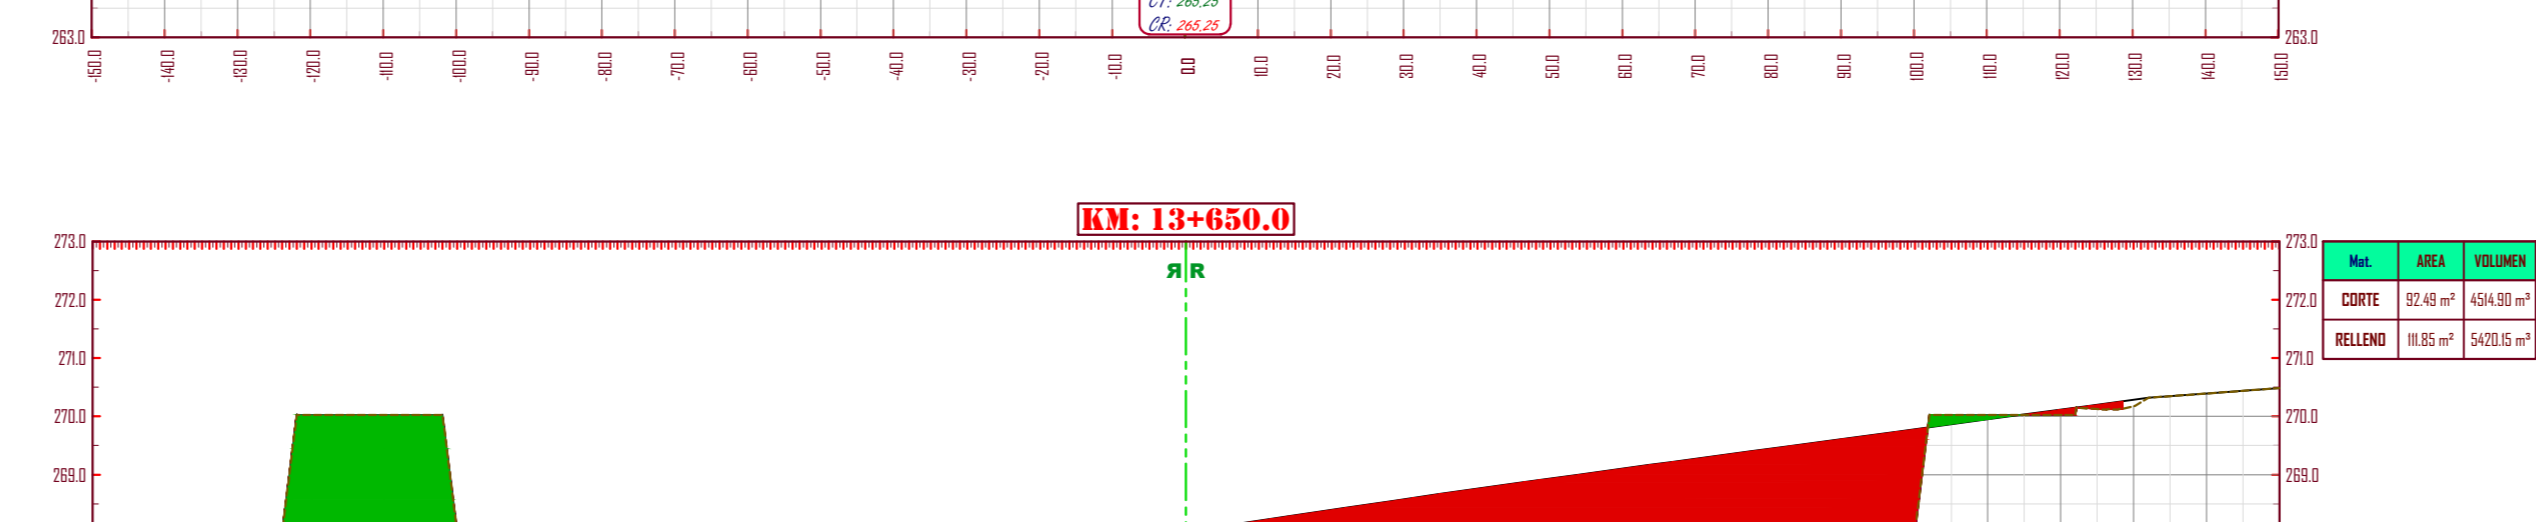 CT: 265.25
263.0 CR: 265.25 263.0
-150.0 -140.0 -130.0 -120.0 -110.0 -100.0 -90.0 -80.0 -70.0 -60.0 -50.0 -40.0 -30.0 -20.0 -10.0 0.0 10.0 20.0 30.0 40.0 50.0 60.0 70.0 80.0 90.0 100.0 110.0 120.0 130.0 140.0 150.0
KM: 13+650.0
273.0 273.0
R R
Mat. AREA VOLUMEN
272.0 272.0
CORTE 92.49 m² 4514.90 m³
RELLENO 111.85 m² 5420.15 m³
271.0 271.0
270.0 270.0
269.0 269.0